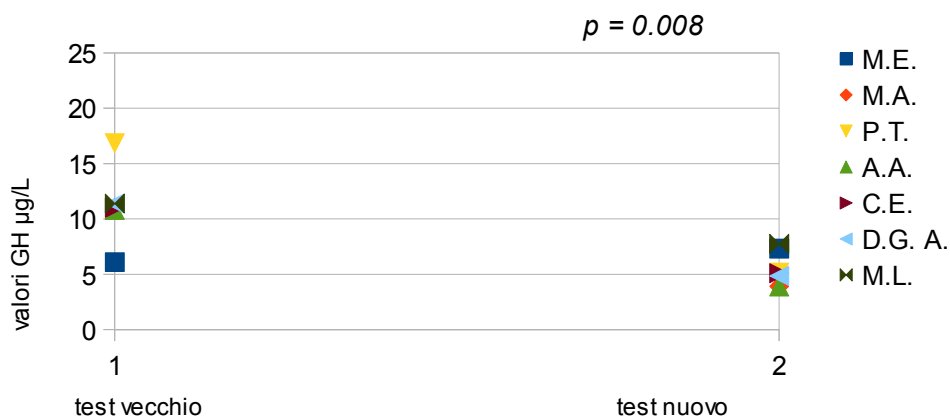 p = 0.008
valori GH µg/L
25
20
15
10
5
0
1
2
test vecchio
test nuovo
M.E.
M.A.
P.T.
A.A.
C.E.
D.G. A.
M.L.